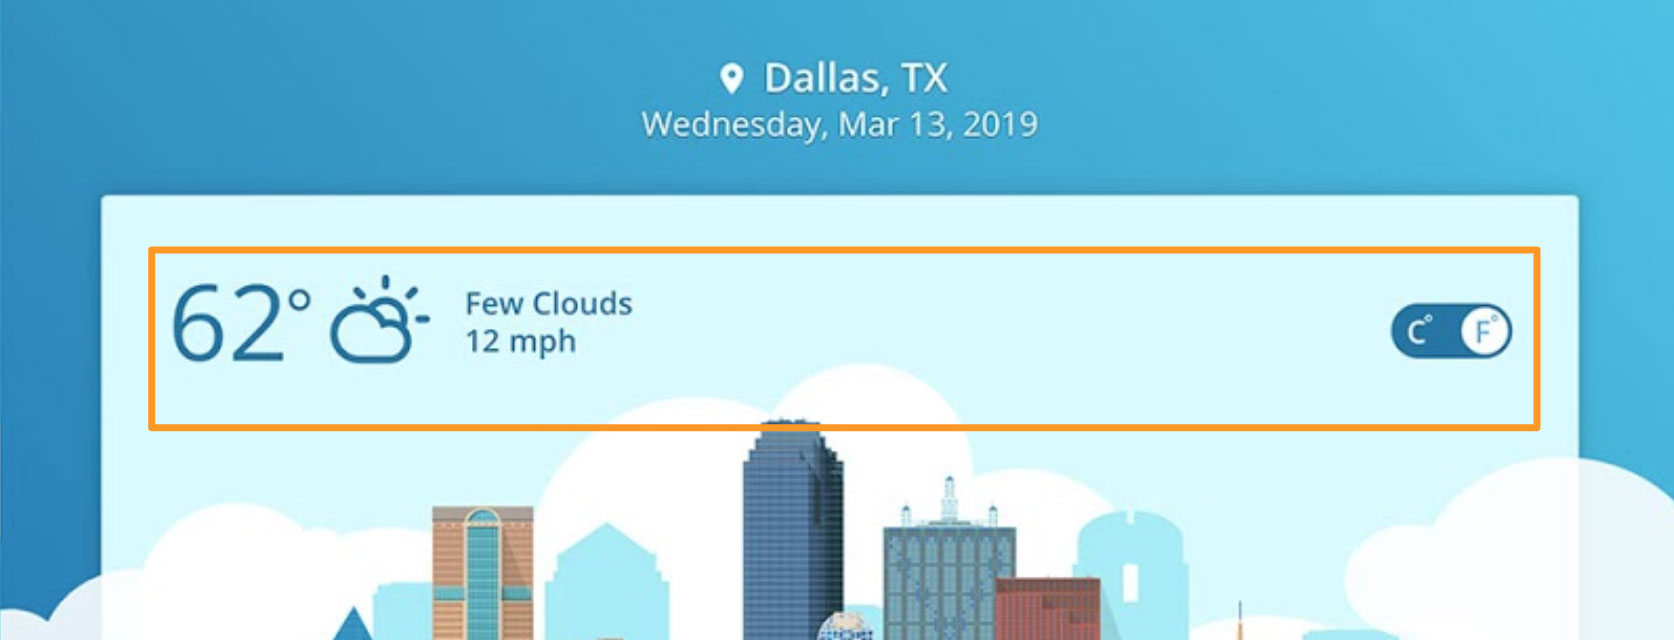 Dallas, TX
Wednesday, Mar 13, 2019
62°
Few Clouds
12 mph
C° F°